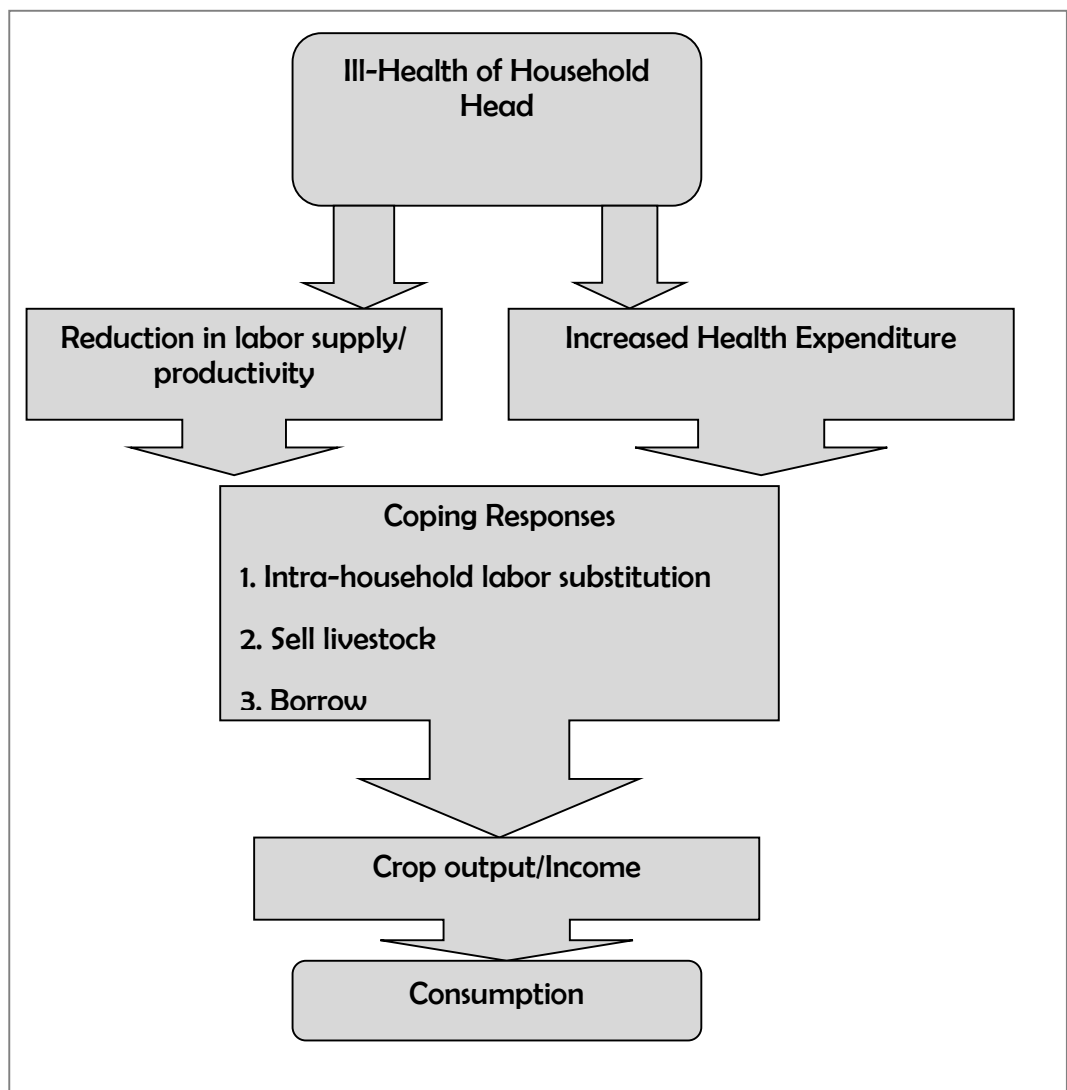 Ill-Health of Household
Head
Reduction in labor supply/
productivity
Increased Health Expenditure
Coping Responses
1. Intra-household labor substitution
2. Sell livestock
3. Borrow
Crop output/Income
Consumption